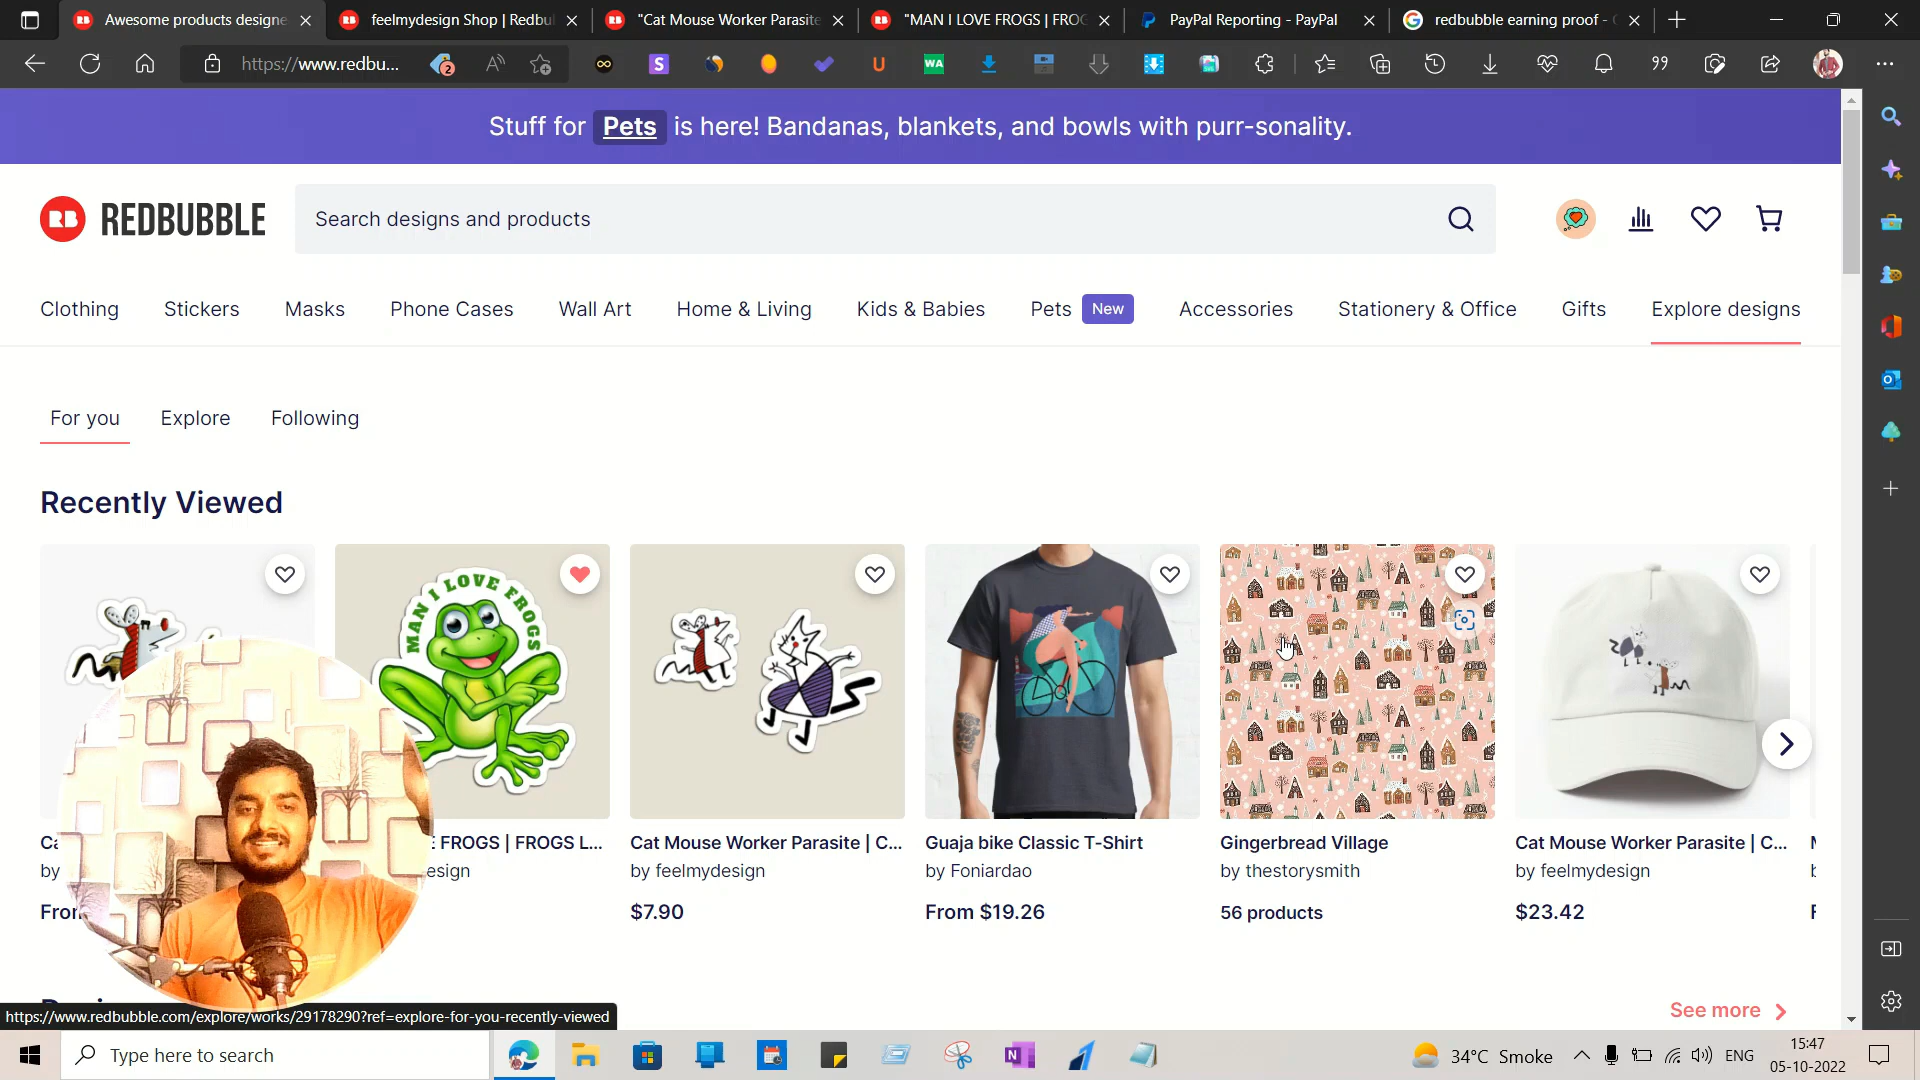 Awesome products designe
feelmydesign Shop | Redbu
"Cat Mouse Worker Parasite
"MAN I LOVE FROGS | FROG
PayPal Reporting - PayPal
redbubble earning proof -
https://www.redbu...
2
Stuff for Pets is here! Bandanas, blankets, and bowls with purr-sonality.
RB REDBUBBLE
Search designs and products
Clothing
Stickers
Masks
Phone Cases
Wall Art
Home & Living
Kids & Babies
Pets New
Accessories
Stationery & Office
Gifts
Explore designs
For you
Explore
Following
Recently Viewed
MAN I LOVE FROGS
by
From
E FROGS | FROGS L...
esign
Cat Mouse Worker Parasite | C...
by feelmydesign
$7.90
Guaja bike Classic T-Shirt
by Foniardao
From $19.26
Gingerbread Village
by thestorysmith
56 products
Cat Mouse Worker Parasite | C...
by feelmydesign
$23.42
See more
https://www.redbubble.com/explore/works/29178290?ref=explore-for-you-recently-viewed
Type here to search
34°C Smoke
ENG
15:47
05-10-2022